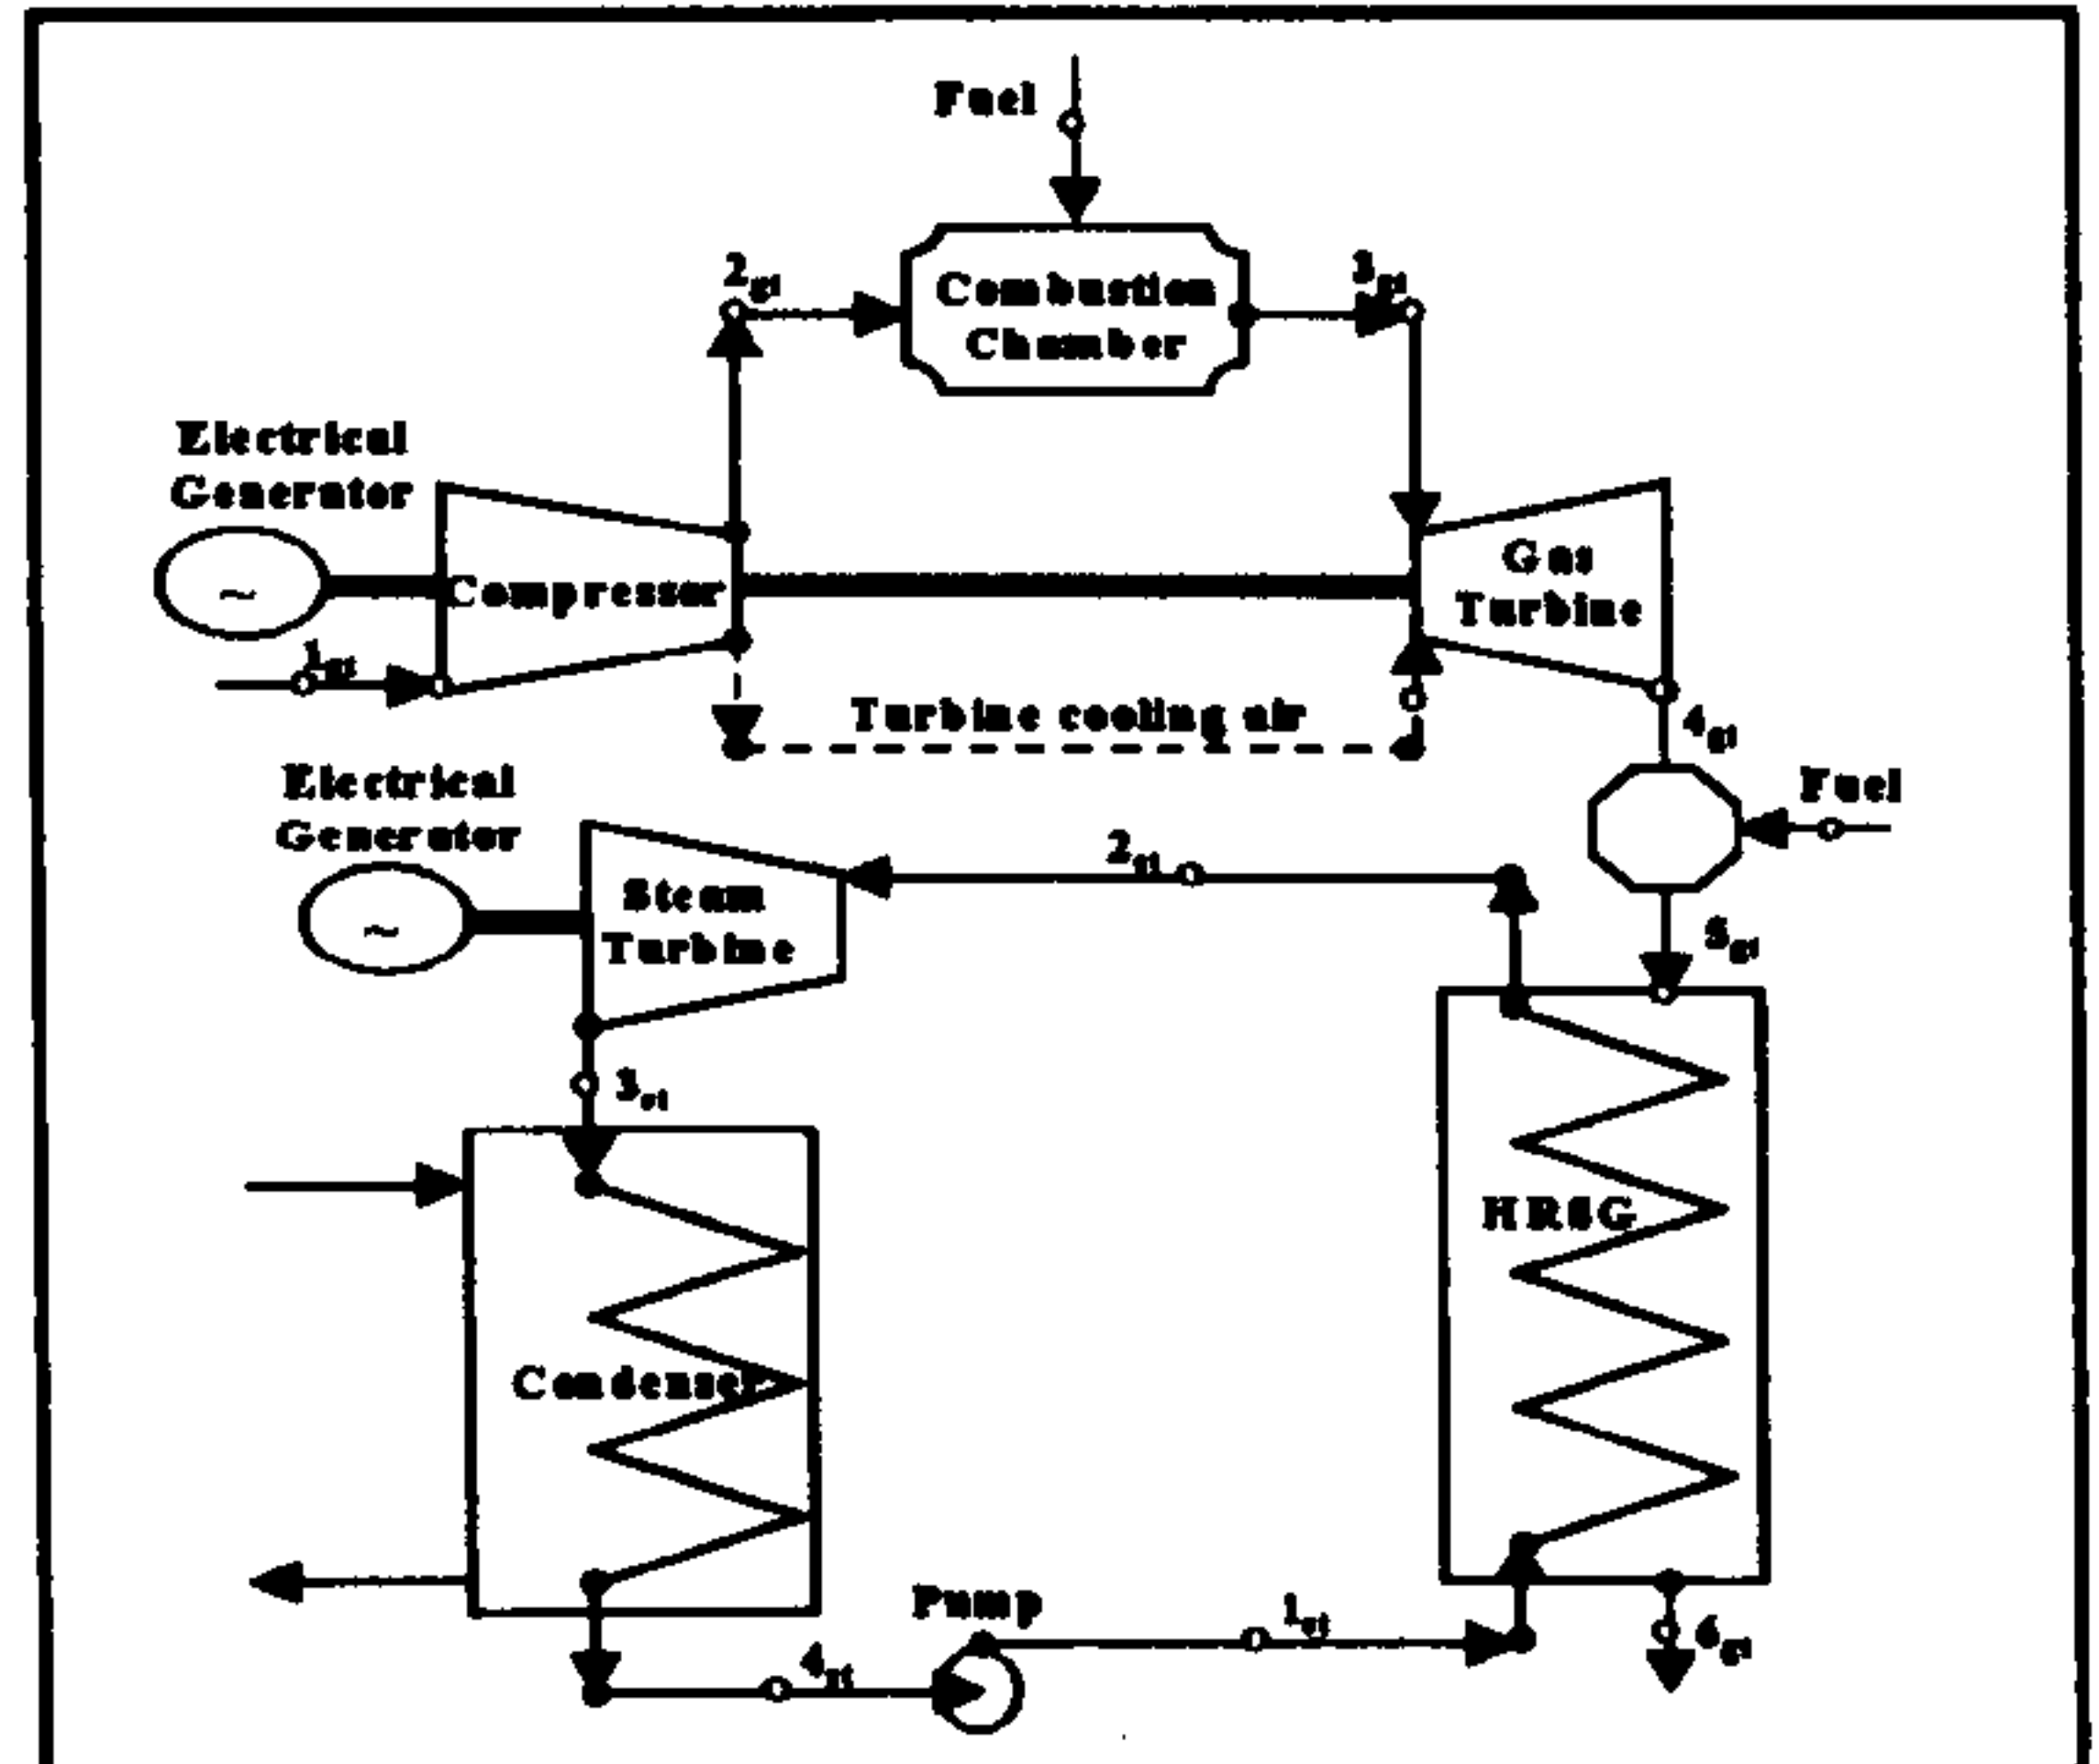 Fuel
2gt
3gt
Combustion
Chamber
Electrical
Generator
~
Compressor
Gas
Turbine
1gt
Turbine cooling air
4gt
Electrical
Generator
~
Fuel
2st
Steam
Turbine
5gt
3st
HRSG
Condenser
Pump
1st
4st
6gt